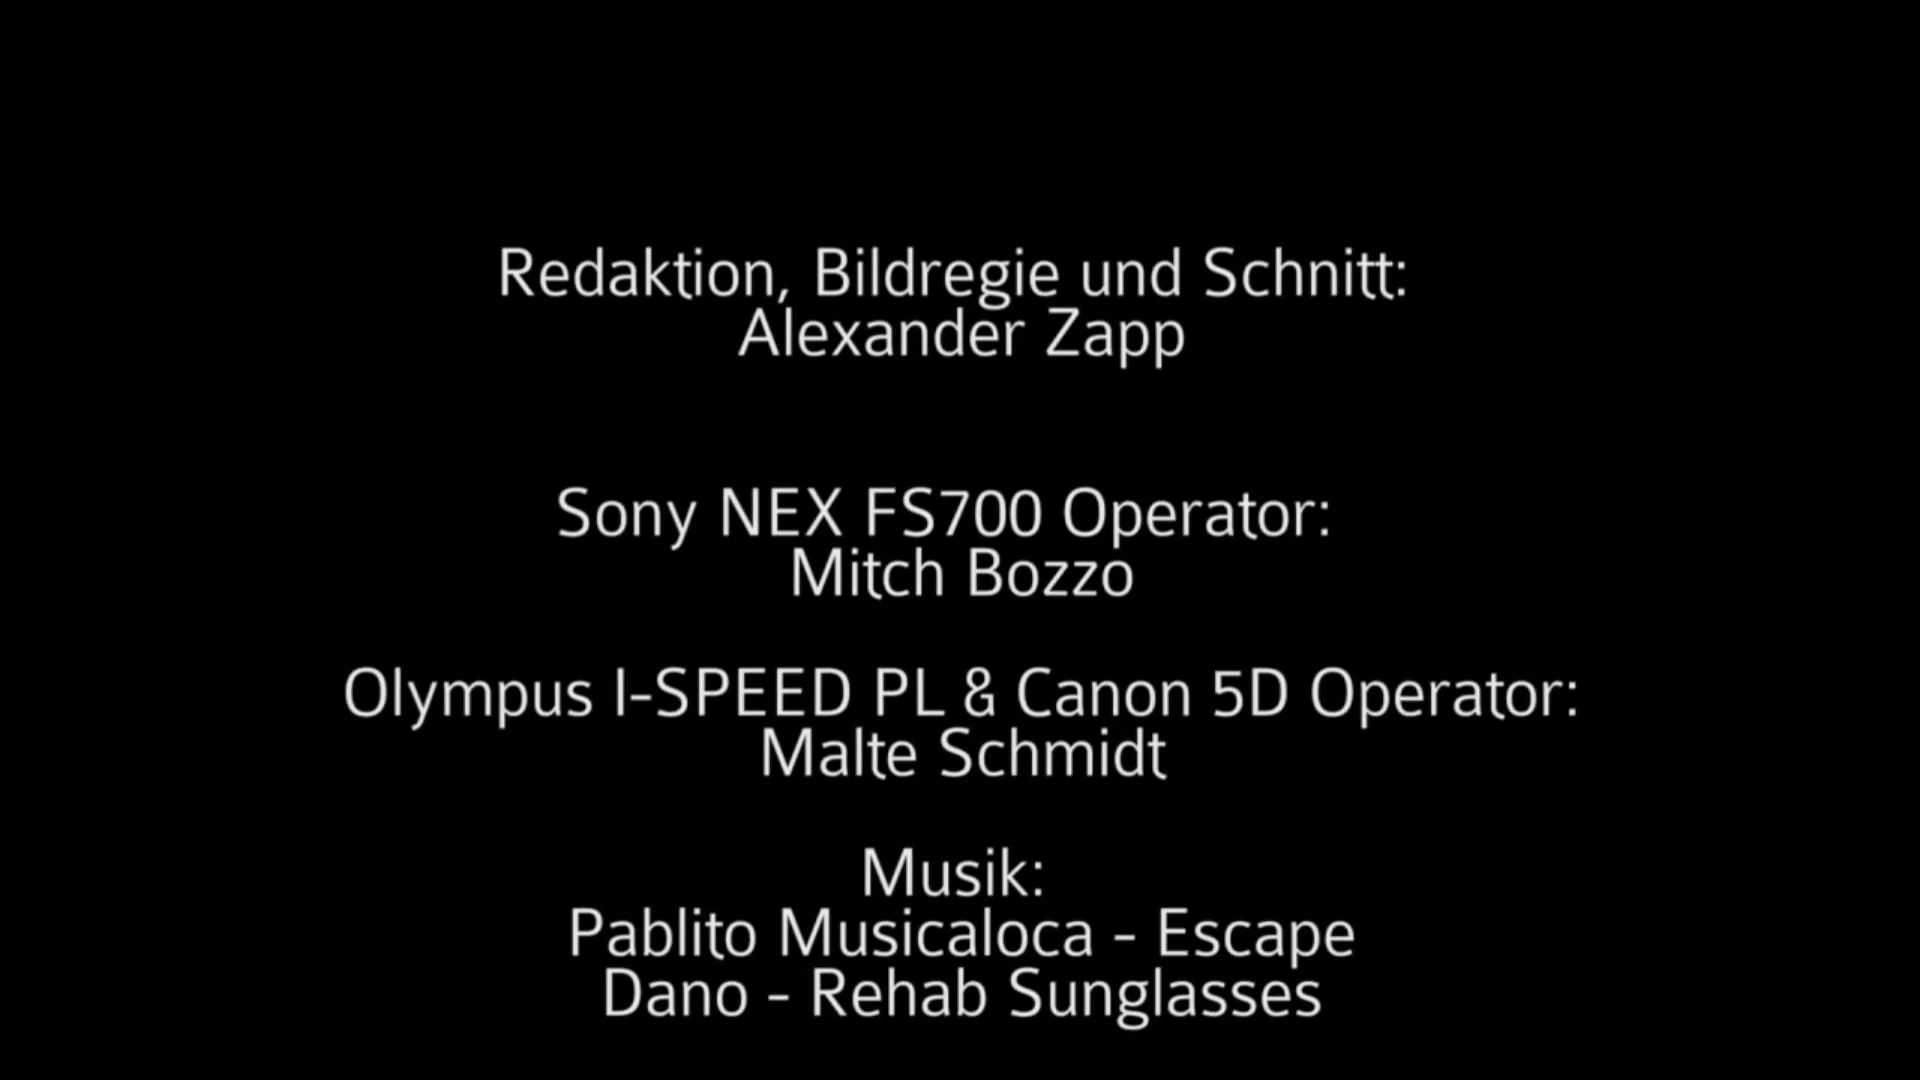 Redaktion, Bildregie und Schnitt:
Alexander Zapp
Sony NEX FS700 Operator:
Mitch Bozzo
Olympus I-SPEED PL & Canon 5D Operator:
Malte Schmidt
Musik:
Pablito Musicaloca - Escape
Dano - Rehab Sunglasses